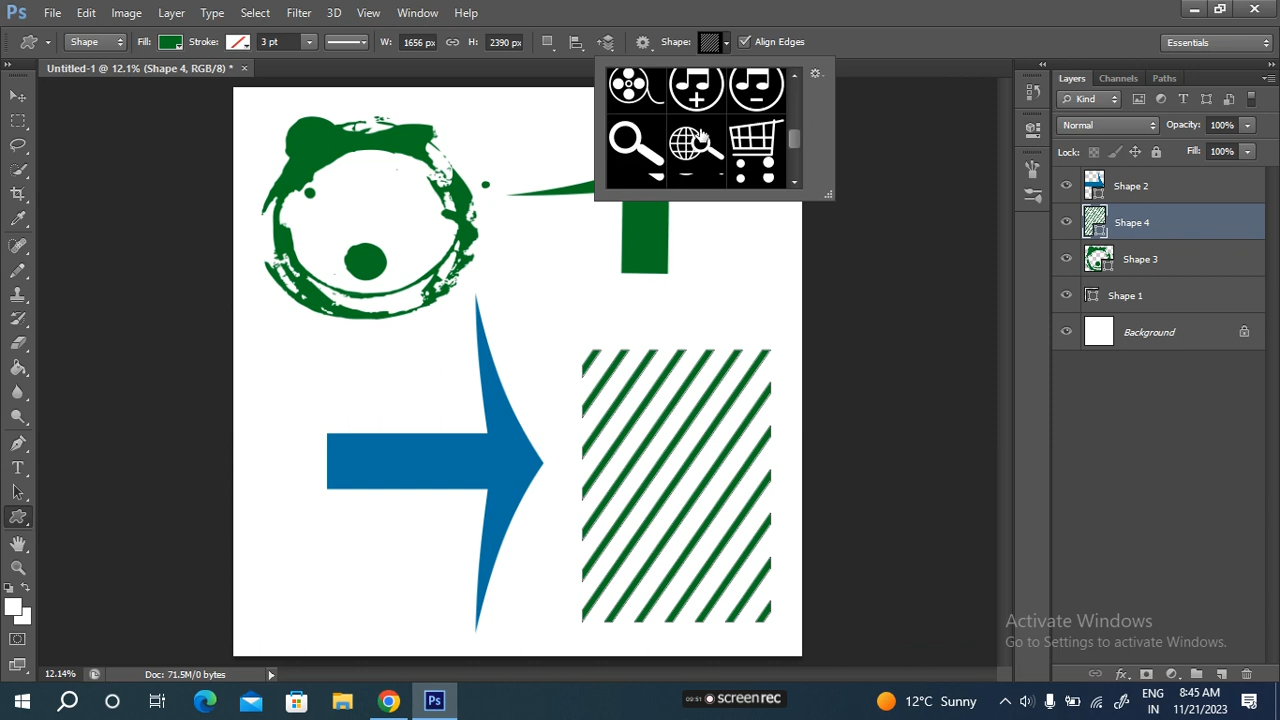 Ps File Edit Image Layer Type Select Filter 3D View Window Help
Shape Fill: Stroke: 3 pt W: 1656 px H: 2390 px Shape: Align Edges Essentials
Untitled-1 @ 12.1% (Shape 4, RGB/8) * ×
Layers Channels Paths
Kind
Normal Opacity: 100%
Lock: Fill: 100%
Shape 2
Shape 4
Shape 3
Shape 1
Background
Activate Windows
Go to Settings to activate Windows.
12.14% Doc: 71.5M/0 bytes
Ps 00:51 screenrec 12°C Sunny ENG 8:45 AM
IN 11/21/2023